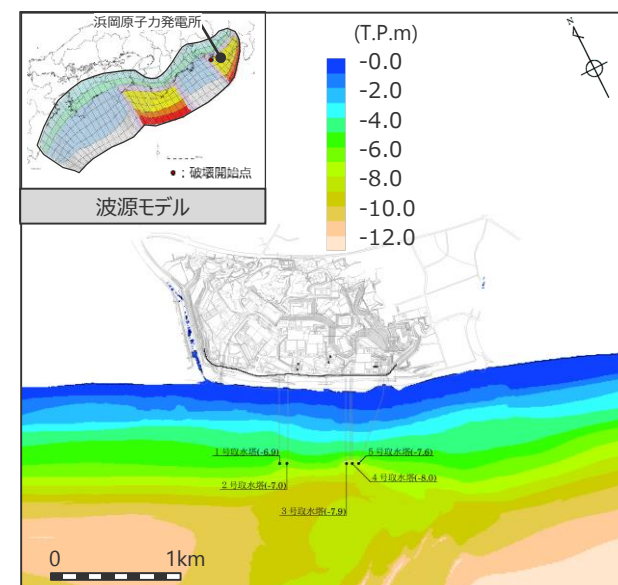 浜岡原子力発電所
●:破壊開始点
波源モデル
(T.P.m)
-0.0
-2.0
-4.0
-6.0
-8.0
-10.0
-12.0
N
1号取水塔(-6.9)
5号取水塔(-7.6)
2号取水塔(-7.0)
4号取水塔(-8.0)
3号取水塔(-7.9)
0 1km